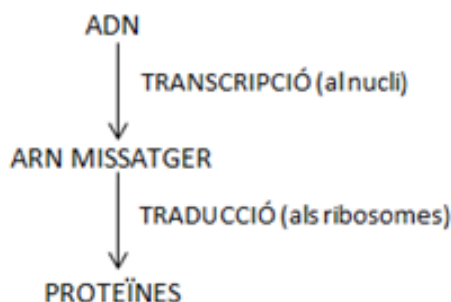 ADN
TRANSCRIPCIÓ (al nucli)
ARN MISSATGER
TRADUCCIÓ (als ribosomes)
PROTEÏNES